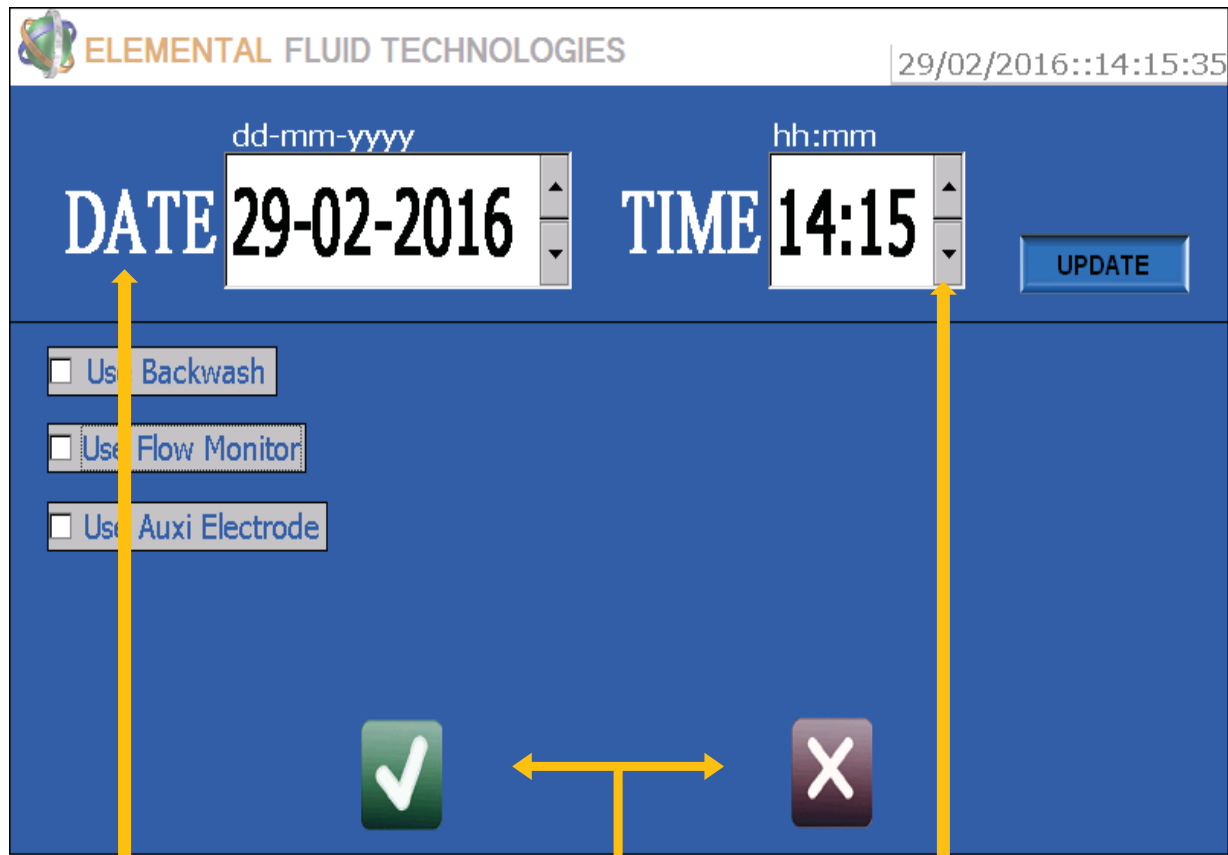 ELEMENTAL FLUID TECHNOLOGIES
29/02/2016::14:15:35
dd-mm-yyyy
hh:mm
DATE 29-02-2016 TIME 14:15
UPDATE
Use Backwash
Use Flow Monitor
Use Auxi Electrode